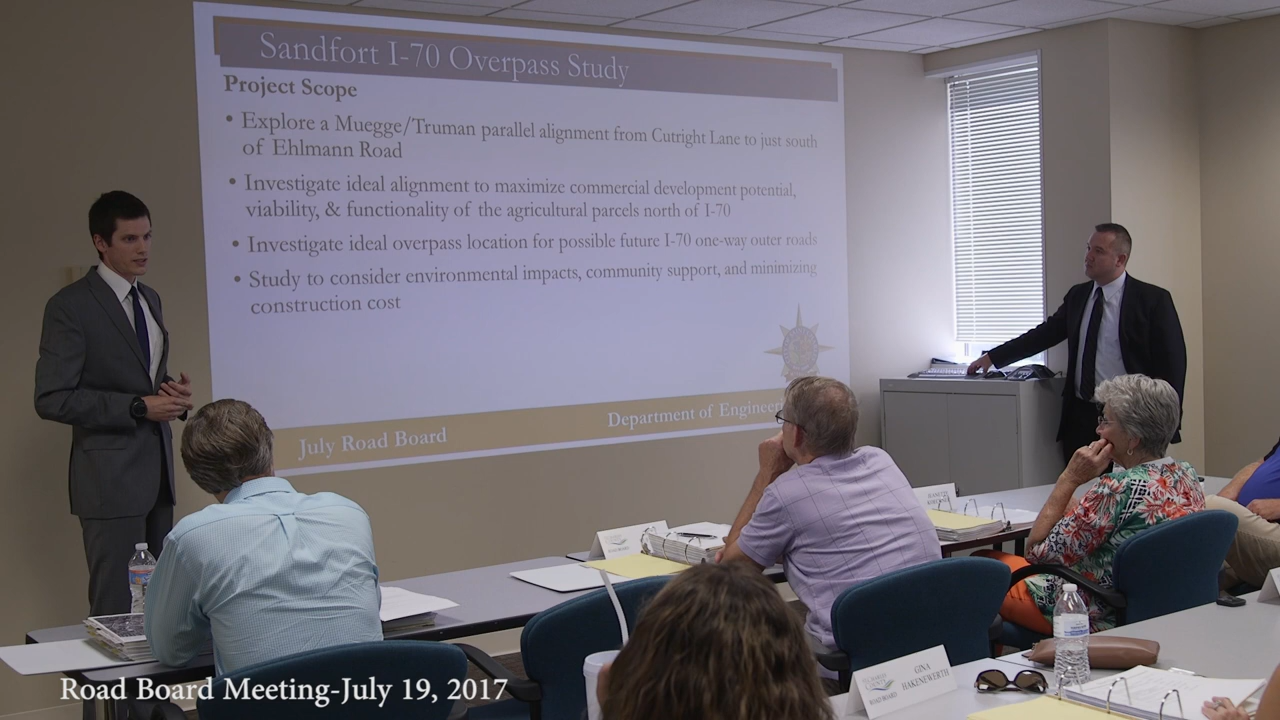 Sandfort I-70 Overpass Study
Project Scope
• Explore a Muegge/Truman parallel alignment from Cutright Lane to just south
of Ehlmann Road
• Investigate ideal alignment to maximize commercial development potential,
viability, & functionality of the agricultural parcels north of I-70
• Investigate ideal overpass location for possible future I-70 one-way outer roads
• Study to consider environmental impacts, community support, and minimizing
construction cost
July Road Board
Department of Engineeri
GINA
HAKENEWERTH
ROAD BOARD
Road Board Meeting-July 19, 2017